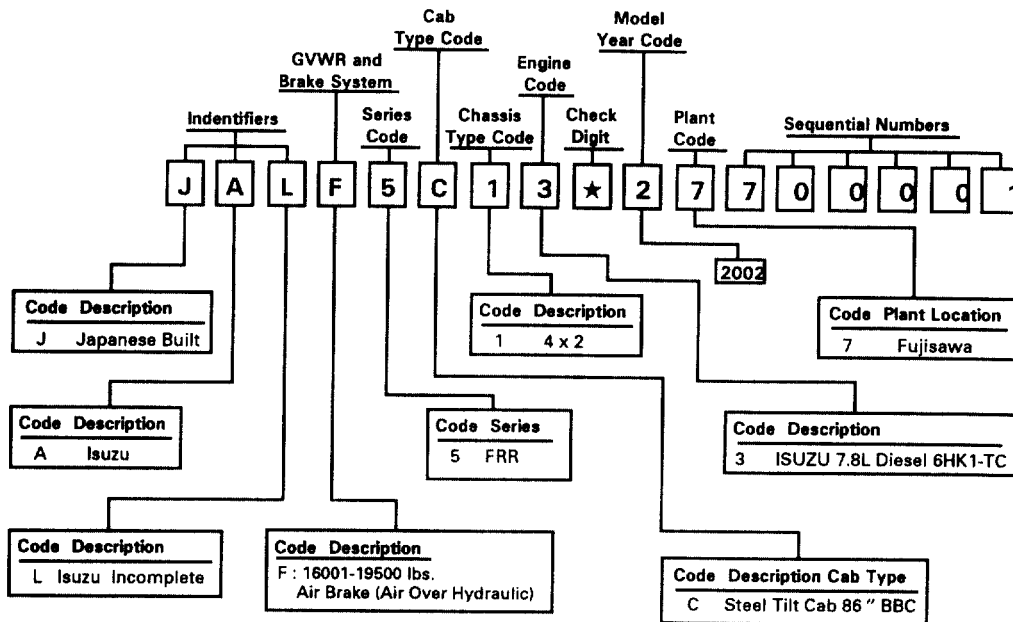 Cab
Type Code
Model
Year Code
GVWR and
Brake System
Engine
Code
Indentifiers
Series
Code
Chassis
Type Code
Check
Digit
Plant
Code
Sequential Numbers
J A L F 5 C 1 3 ★ 2 7 7 0 0 0 0 1
2002
Code Description
J Japanese Built
Code Description
1 4 x 2
Code Plant Location
7 Fujisawa
Code Description
A Isuzu
Code Series
5 FRR
Code Description
3 ISUZU 7.8L Diesel 6HK1-TC
Code Description
L Isuzu Incomplete
Code Description
F : 16001-19500 lbs.
Air Brake (Air Over Hydraulic)
Code Description Cab Type
C Steel Tilt Cab 86 ” BBC